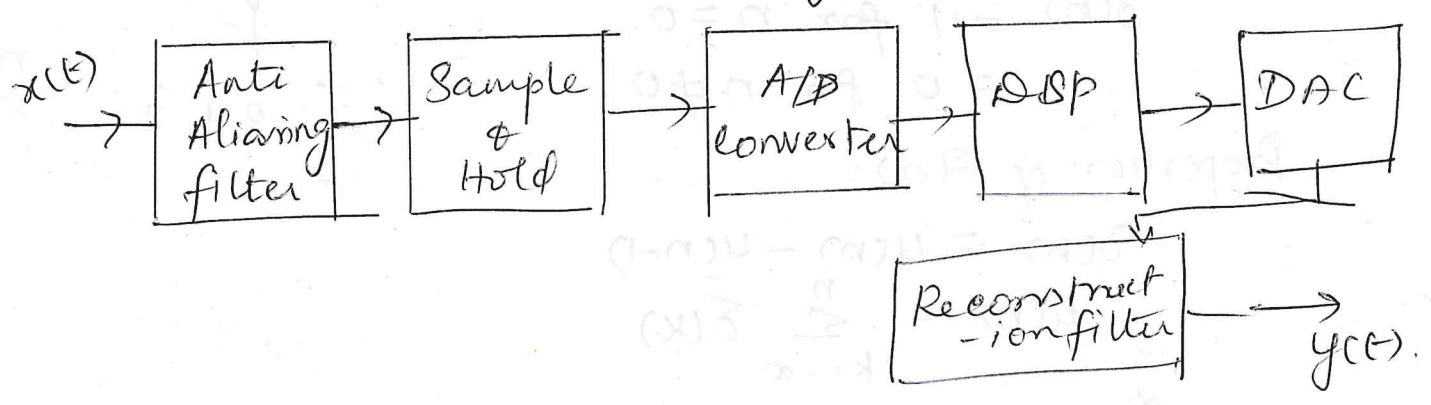 x(t)
Anti
Aliasing
filter
Sample
&
Hold
A/D
converter
DSP
DAC
Reconstruct
-ion filter
y(t).